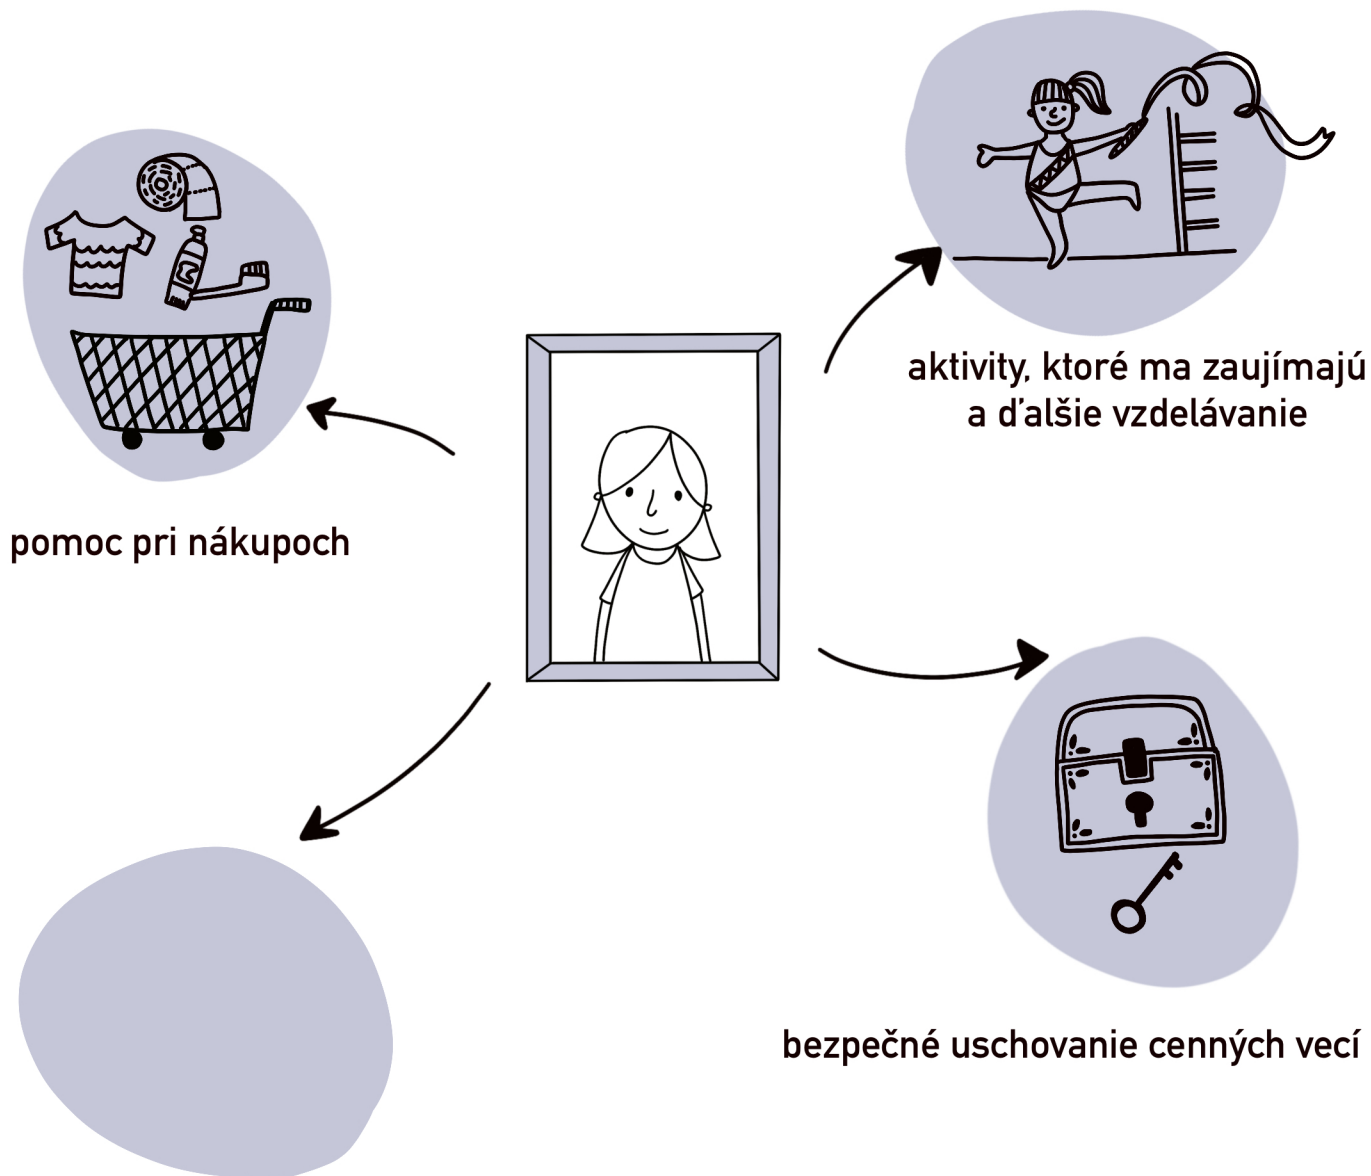 aktivity, ktoré ma zaujímajú
a ďalšie vzdelávanie
pomoc pri nákupoch
bezpečné uschovanie cenných vecí